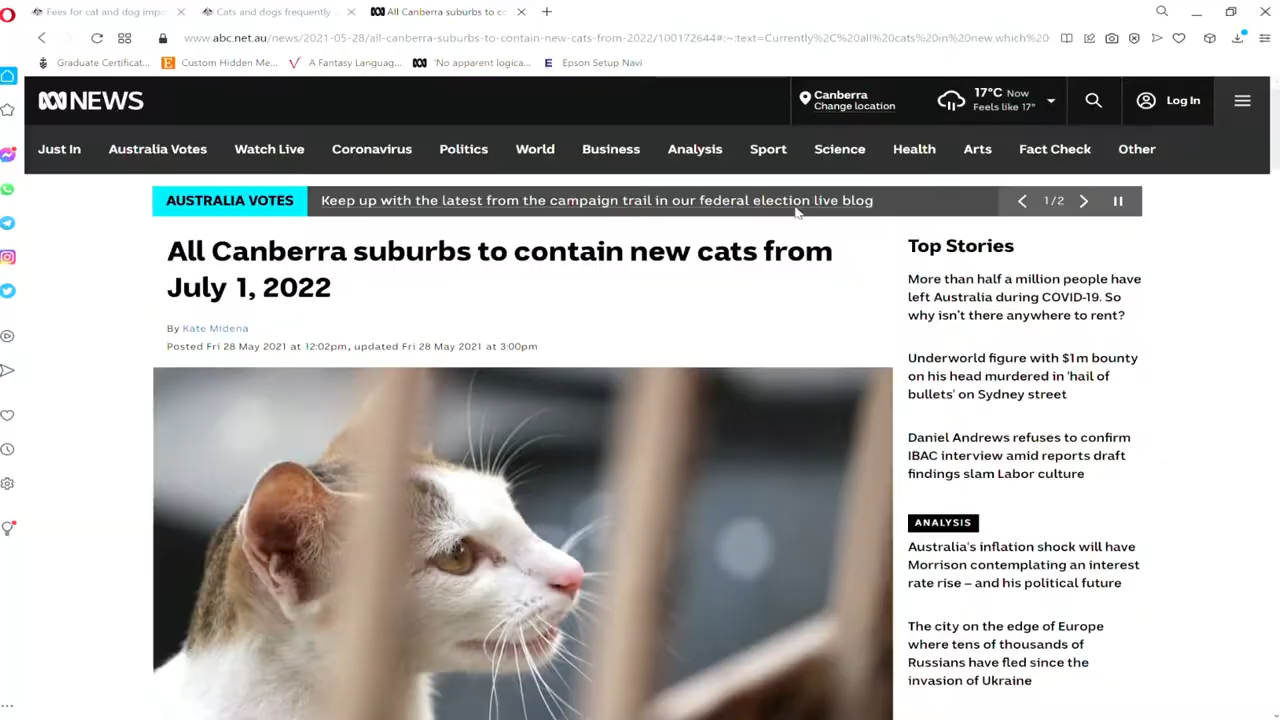 Fees for cat and dog impo
Cats and dogs frequently
All Canberra suburbs to co
www.abc.net.au/news/2021-05-28/all-canberra-suburbs-to-contain-new-cats-from-2022/100172644#:~:text=Currently%2C%20all%20cats%20in%20new,which%20
Graduate Certificat...
Custom Hidden Me...
A Fantasy Languag...
'No apparent logica...
Epson Setup Navi
NEWS
Canberra
Change location
17°C Now
Feels like 17°
Log In
Just In
Australia Votes
Watch Live
Coronavirus
Politics
World
Business
Analysis
Sport
Science
Health
Arts
Fact Check
Other
AUSTRALIA VOTES
Keep up with the latest from the campaign trail in our federal election live blog
1/2
All Canberra suburbs to contain new cats from
July 1, 2022
By Kate Midena
Posted Fri 28 May 2021 at 12:02pm, updated Fri 28 May 2021 at 3:00pm
Top Stories
More than half a million people have
left Australia during COVID-19. So
why isn't there anywhere to rent?
Underworld figure with $1m bounty
on his head murdered in 'hail of
bullets' on Sydney street
Daniel Andrews refuses to confirm
IBAC interview amid reports draft
findings slam Labor culture
ANALYSIS
Australia's inflation shock will have
Morrison contemplating an interest
rate rise – and his political future
The city on the edge of Europe
where tens of thousands of
Russians have fled since the
invasion of Ukraine